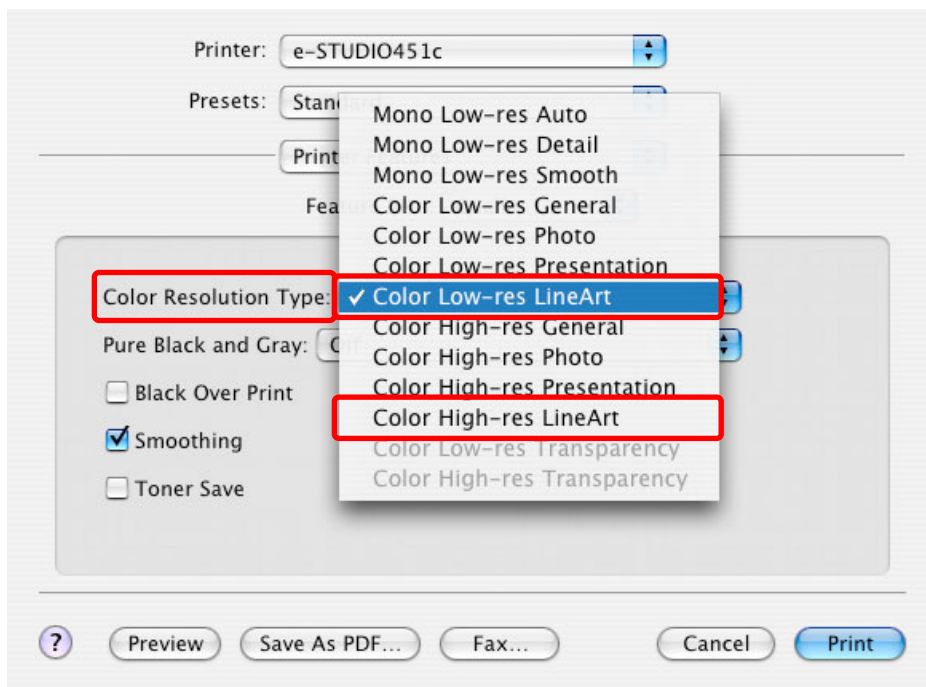 Printer: e-STUDIO451c
Presets: Stan
Print
Fea
Mono Low-res Auto
Mono Low-res Detail
Mono Low-res Smooth
Color Low-res General
Color Low-res Photo
Color Low-res Presentation
Color Resolution Type: ✓ Color Low-res LineArt
Color High-res General
Pure Black and Gray:
Color High-res Photo
Color High-res Presentation
Black Over Print
Color High-res LineArt
Smoothing
Color Low-res Transparency
Color High-res Transparency
Toner Save
? Preview Save As PDF... Fax... Cancel Print